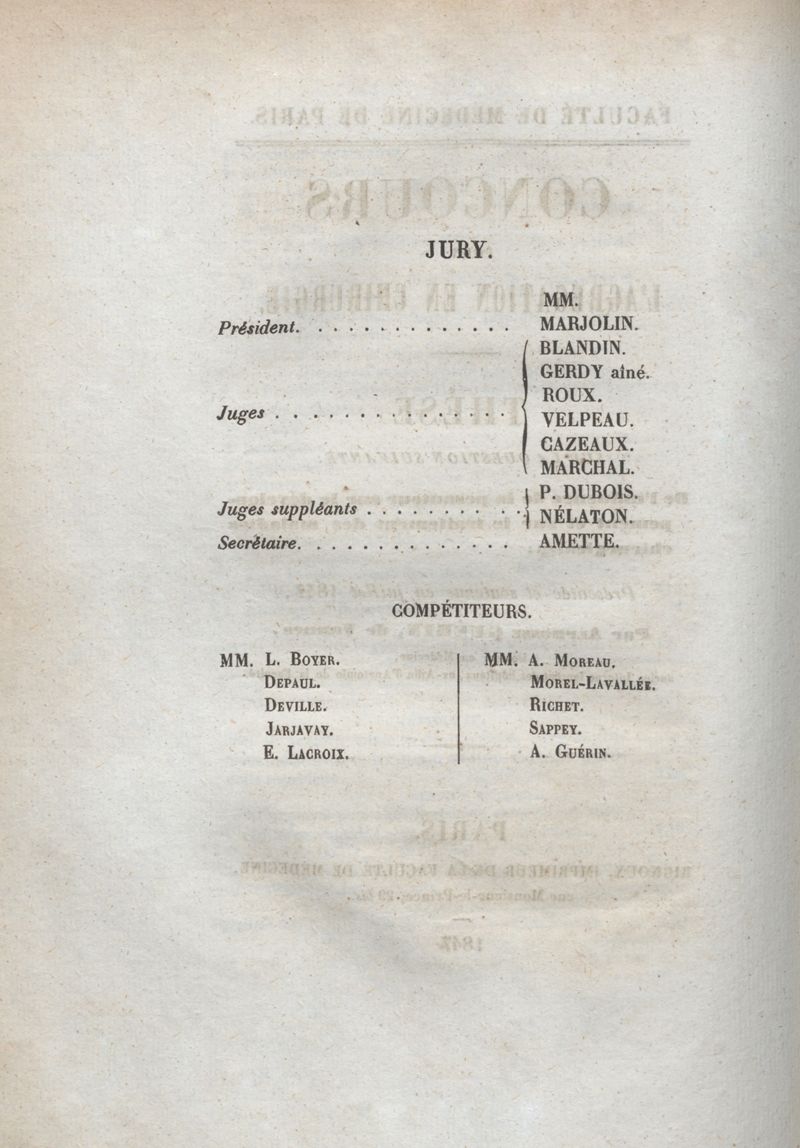 JURY.
MM.
Président. . . . . . . . . . . . . . MARJOLIN.
BLANDIN.
GERDY aîné.
ROUX.
Juges . . . . . . . . . . . . . . . VELPEAU.
CAZEAUX.
MARCHAL.
P. DUBOIS.
Juges suppléants . . . . . . . . . . . NÉLATON.
Secrétaire. . . . . . . . . . . . . . AMETTE.
COMPÉTITEURS.
MM. L. BOYER.
DEPAUL.
DEVILLE.
JARJAVAY.
E. LACROIX.
MM. A. MOREAU.
MOREL-LAVALLÉE.
RICHET.
SAPPEY.
A. GUÉRIN.